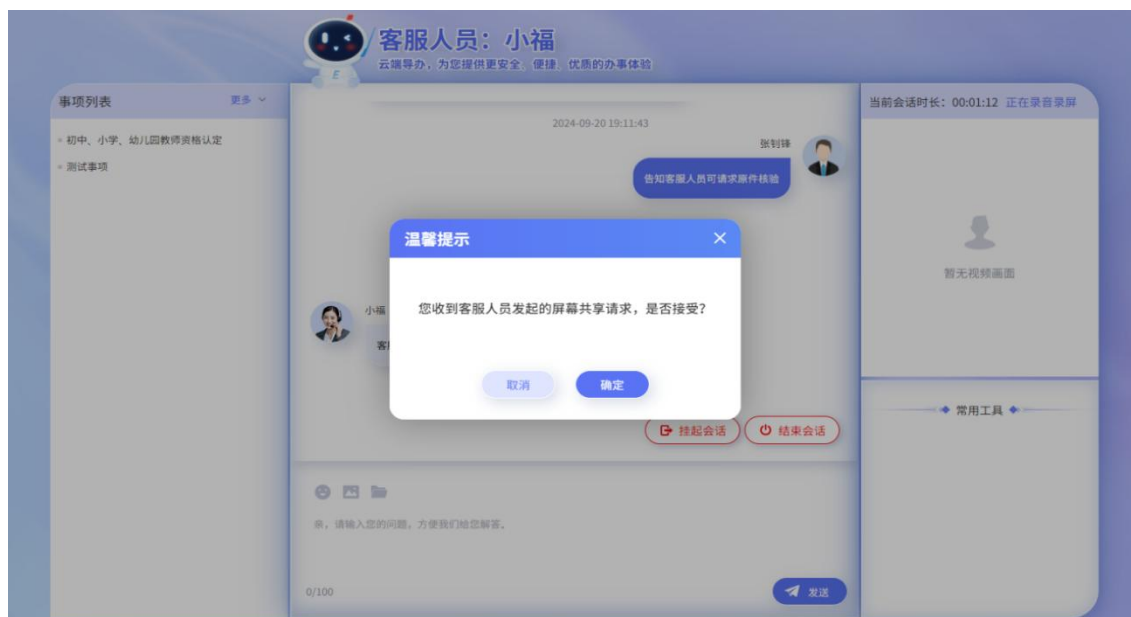 客服人员：小福
云端导办，为您提供更安全、便捷、优质的办事体验
E
事项列表
更多
初中、小学、幼儿园教师资格认定
测试事项
2024-09-20 19:11:43
张钊锋
告知客服人员可请求原件核验
温馨提示
您收到客服人员发起的屏幕共享请求，是否接受？
取消
确定
小福
客
挂起会话
结束会话
亲，请输入您的问题，方便我们给您解答。
0/100
发送
当前会话时长：00:01:12 正在录音录屏
暂无视频画面
常用工具